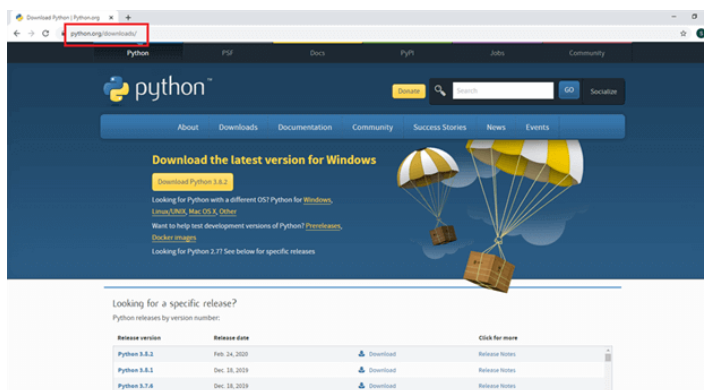 Download Python | Python.org
python.org/downloads/
Python PSF Docs PyPI Jobs Community
python™
Donate Search GO Socialize
About Downloads Documentation Community Success Stories News Events
Download the latest version for Windows
Download Python 3.8.2
Looking for Python with a different OS? Python for Windows,
Linux/UNIX, Mac OS X, Other
Want to help test development versions of Python? Prereleases,
Docker images
Looking for Python 2.7? See below for specific releases
Looking for a specific release?
Python releases by version number:
Release version Release date Click for more
Python 3.8.2 Feb. 24, 2020 Download Release Notes
Python 3.8.1 Dec. 18, 2019 Download Release Notes
Python 3.7.6 Dec. 18, 2019 Download Release Notes